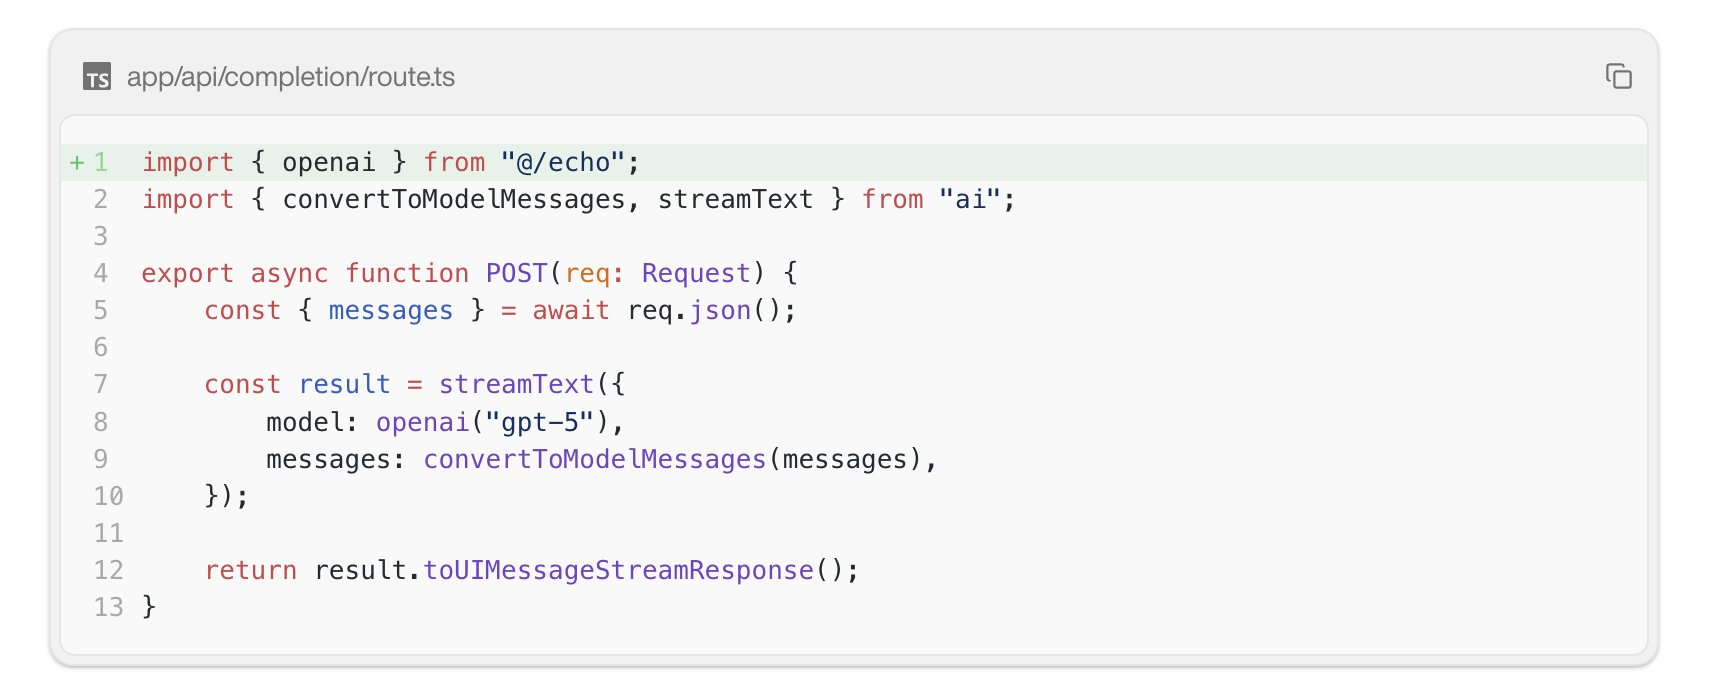 TS app/api/completion/route.ts
+ 1 import { openai } from "@/echo";
2 import { convertToModelMessages, streamText } from "ai";
3
4 export async function POST(req: Request) {
5     const { messages } = await req.json();
6
7     const result = streamText({
8         model: openai("gpt-5"),
9         messages: convertToModelMessages(messages),
10     });
11
12     return result.toUIMessageStreamResponse();
13 }